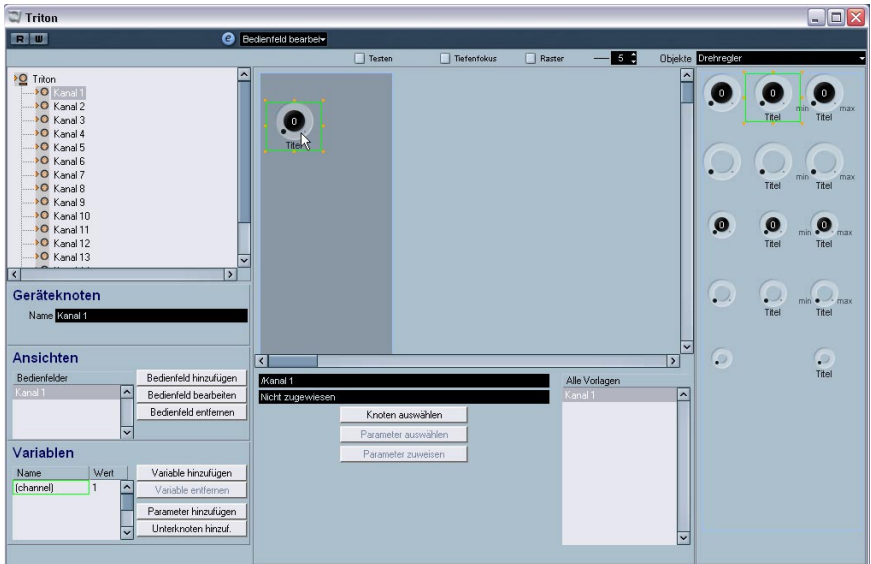 Triton
R W e Bedienfeld bearbei
Testen Tiefenfokus Raster 5 Objekte Drehregler
Triton
Kanal 1
Kanal 2
Kanal 3
Kanal 4
Kanal 5
Kanal 6
Kanal 7
Kanal 8
Kanal 9
Kanal 10
Kanal 11
Kanal 12
Kanal 13
Geräteknoten
Name Kanal 1
Ansichten
Bedienfelder
Kanal 1
Bedienfeld hinzufügen
Bedienfeld bearbeiten
Bedienfeld entfernen
Variablen
Name Wert
(channel) 1
Variable hinzufügen
Variable entfernen
Parameter hinzufügen
Unterknoten hinzuf.
0
Titel
/Kanal 1
Nicht zugewiesen
Knoten auswählen
Parameter auswählen
Parameter zuweisen
Alle Vorlagen
Kanal 1
0 0 0
min max
Titel Titel
min max
Titel Titel
0 0 0
min max
Titel Titel
min max
Titel Titel
Titel